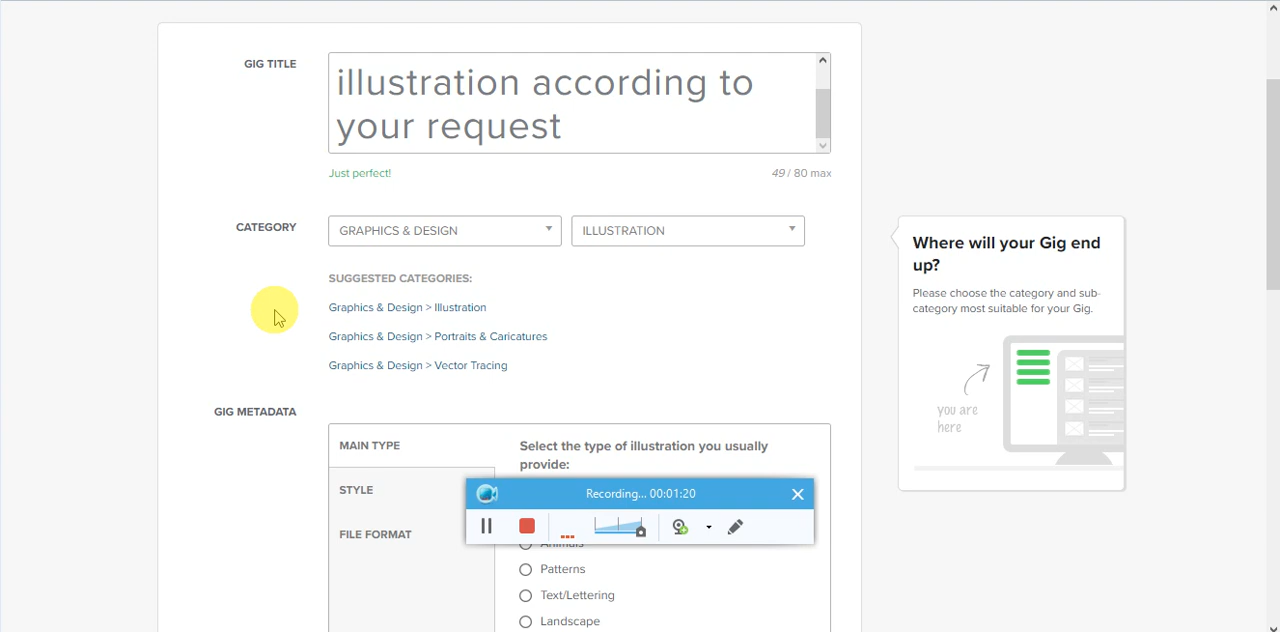 GIG TITLE
illustration according to
your request
Just perfect!
49 / 80 max
CATEGORY
GRAPHICS & DESIGN
ILLUSTRATION
SUGGESTED CATEGORIES:
Graphics & Design > Illustration
Graphics & Design > Portraits & Caricatures
Graphics & Design > Vector Tracing
Where will your Gig end
up?
Please choose the category and sub-
category most suitable for your Gig.
you are
here
GIG METADATA
MAIN TYPE
STYLE
FILE FORMAT
Select the type of illustration you usually
provide:
Recording... 00:01:20
Animals
Patterns
Text/Lettering
Landscape